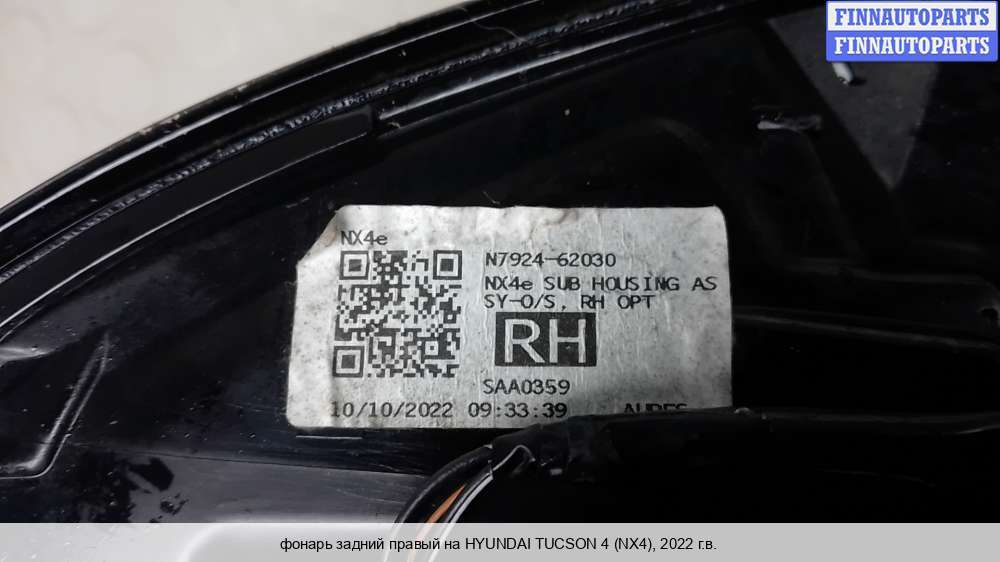 FINNAUTOPARTS
FINNAUTOPARTS
NX4e
N7924-62030
NX4e SUB HOUSING AS
SY-O/S, RH OPT
RH
SAA0359
10/10/2022 09:33:39
фонарь задний правый на HYUNDAI TUCSON 4 (NX4), 2022 г.в.